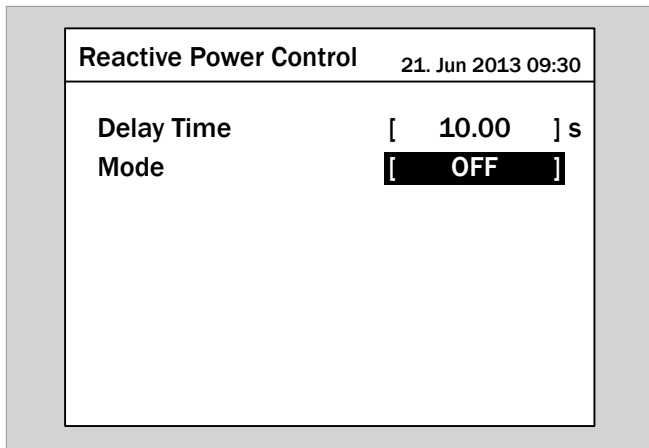 Reactive Power Control 21. Jun 2013 09:30
Delay Time [ 10.00 ] s
Mode [ OFF ]